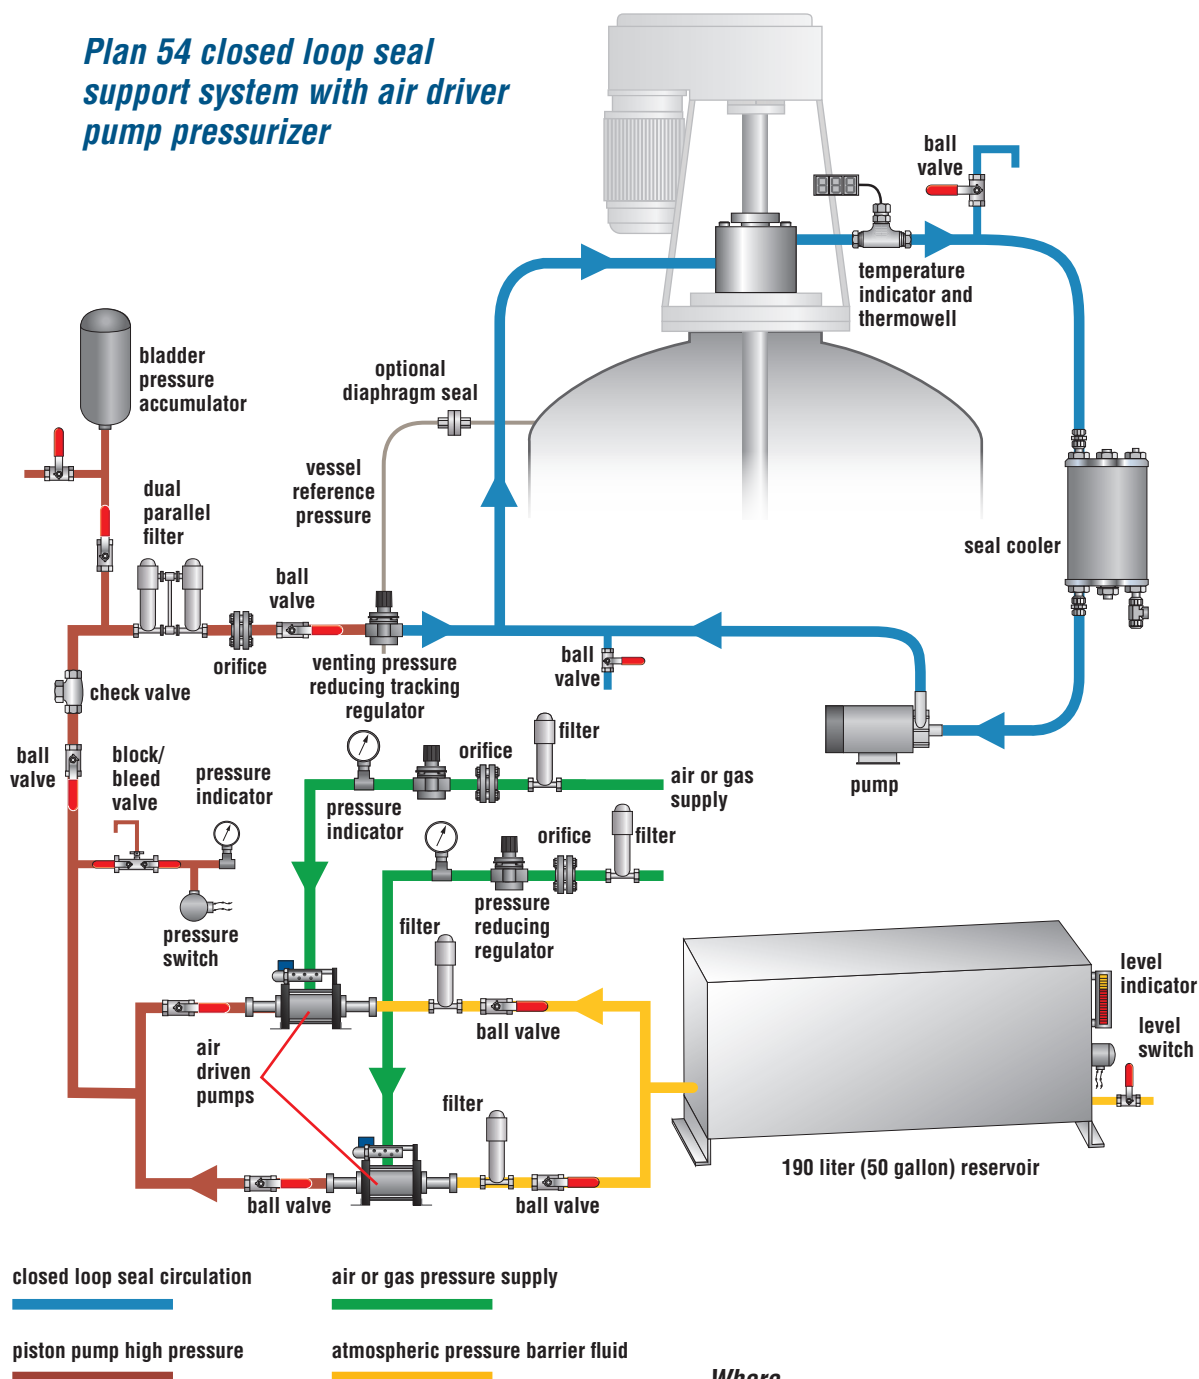 Plan 54 closed loop seal
support system with air driver
pump pressurizer
ball
valve
temperature
indicator and
thermowell
bladder
pressure
accumulator
optional
diaphragm seal
vessel
reference
pressure
dual
parallel
filter
seal cooler
ball
valve
orifice
venting pressure
reducing tracking
regulator
ball
valve
check valve
ball
valve
block/
bleed
valve
pressure
indicator
orifice
filter
pump
air or gas
supply
pressure
indicator
orifice
filter
pressure
switch
filter
pressure
reducing
regulator
level
indicator
level
switch
ball valve
air
driven
pumps
filter
190 liter (50 gallon) reservoir
ball valve
ball valve
closed loop seal circulation
air or gas pressure supply
piston pump high pressure
atmospheric pressure barrier fluid
Where